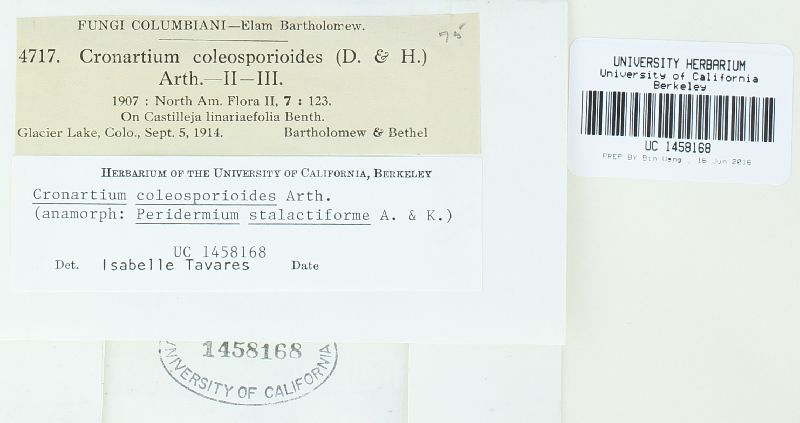 FUNGI COLUMBIANI—Elam Bartholomew.
75
4717. Cronartium coleosporioides (D. & H.)
Arth.—II—III.
1907 : North Am. Flora II, 7 : 123.
On Castilleja linariaefolia Benth.
Glacier Lake, Colo., Sept. 5, 1914. Bartholomew & Bethel
HERBARIUM OF THE UNIVERSITY OF CALIFORNIA, BERKELEY
Cronartium coleosporioides Arth.
(anamorph: Peridermium stalactiforme A. & K.)
UC 1458168
Det. Isabelle Tavares Date
1458168
UNIVERSITY OF CALIFORNIA
UNIVERSITY HERBARIUM
University of California
Berkeley
UC 1458168
PREP BY Bin Wang , 16 Jun 2016